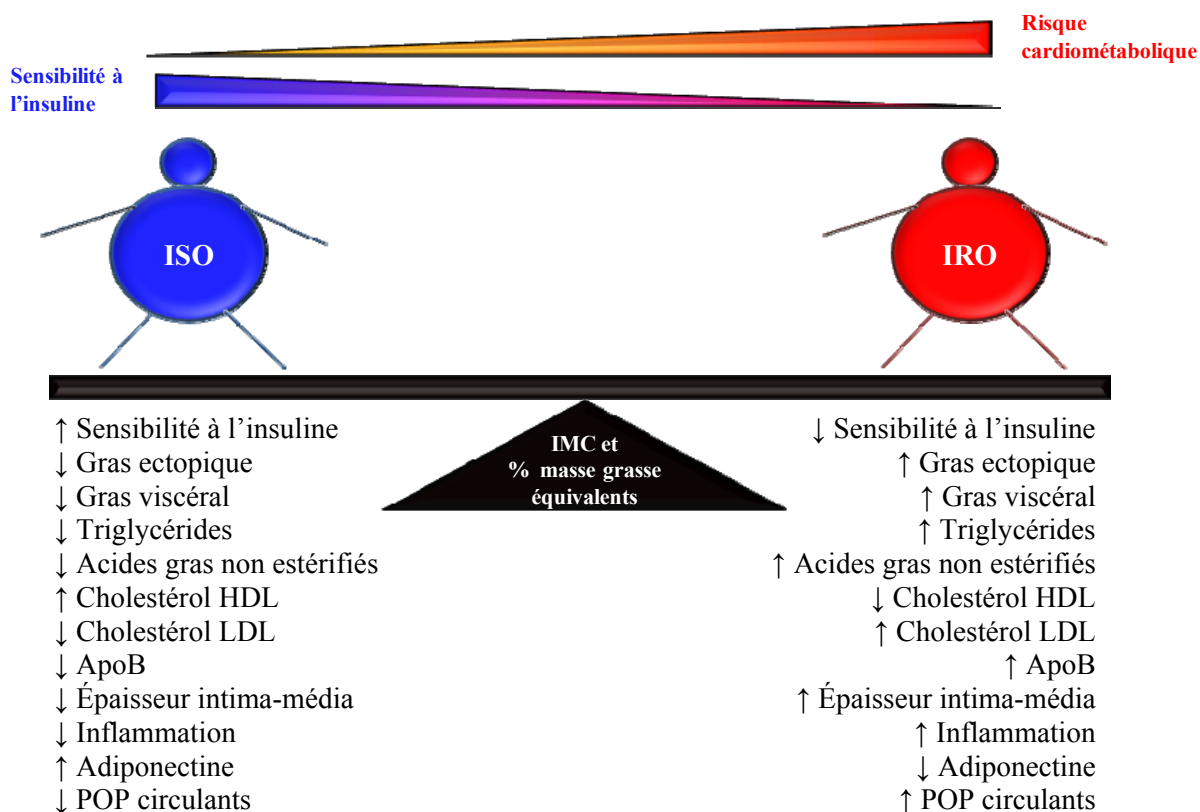 Risque
cardiométabolique
Sensibilité à
l’insuline
ISO
IRO
IMC et
% masse grasse
équivalents
↑ Sensibilité à l’insuline
↓ Gras ectopique
↓ Gras viscéral
↓ Triglycérides
↓ Acides gras non estérifiés
↑ Cholestérol HDL
↓ Cholestérol LDL
↓ ApoB
↓ Épaisseur intima-média
↓ Inflammation
↑ Adiponectine
↓ POP circulants
↓ Sensibilité à l’insuline
↑ Gras ectopique
↑ Gras viscéral
↑ Triglycérides
↑ Acides gras non estérifiés
↓ Cholestérol HDL
↑ Cholestérol LDL
↑ ApoB
↑ Épaisseur intima-média
↑ Inflammation
↓ Adiponectine
↑ POP circulants